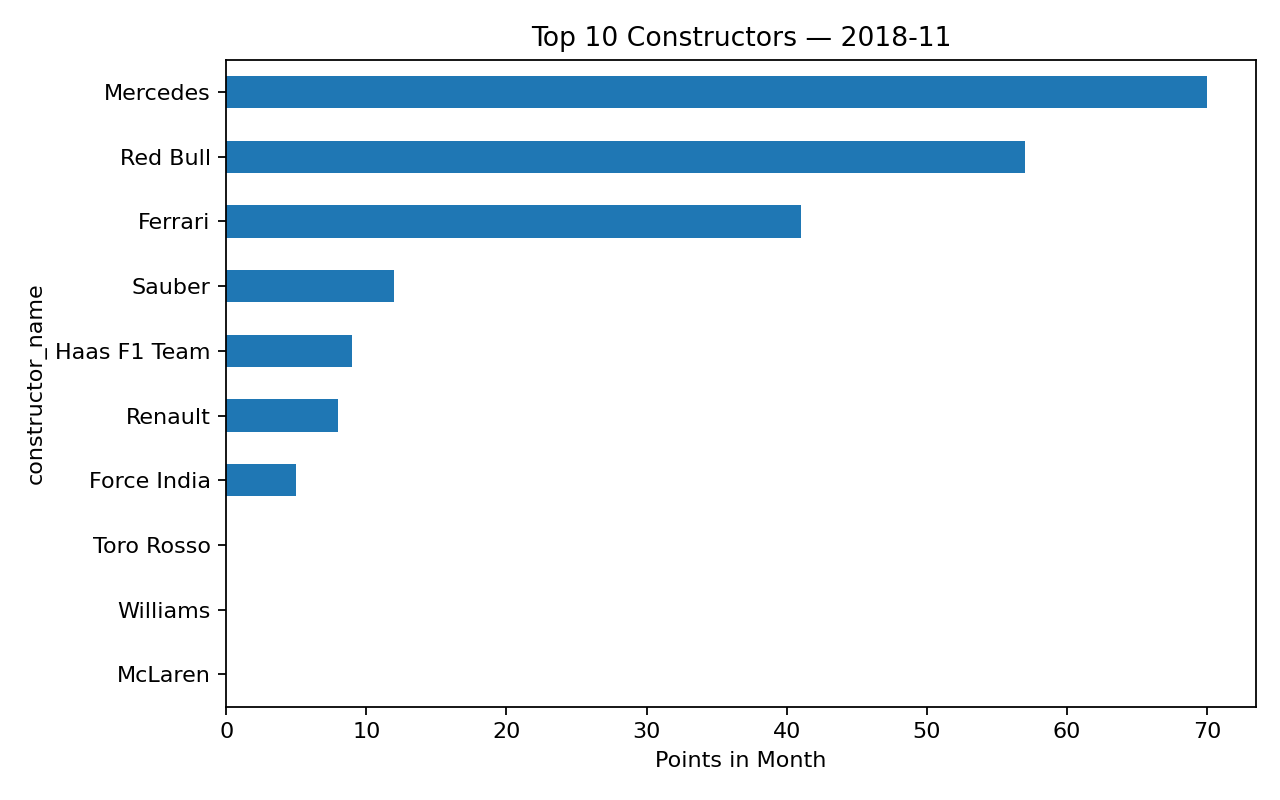 Top 10 Constructors — 2018-11
constructor_name
Mercedes
Red Bull
Ferrari
Sauber
Haas F1 Team
Renault
Force India
Toro Rosso
Williams
McLaren
0 10 20 30 40 50 60 70
Points in Month